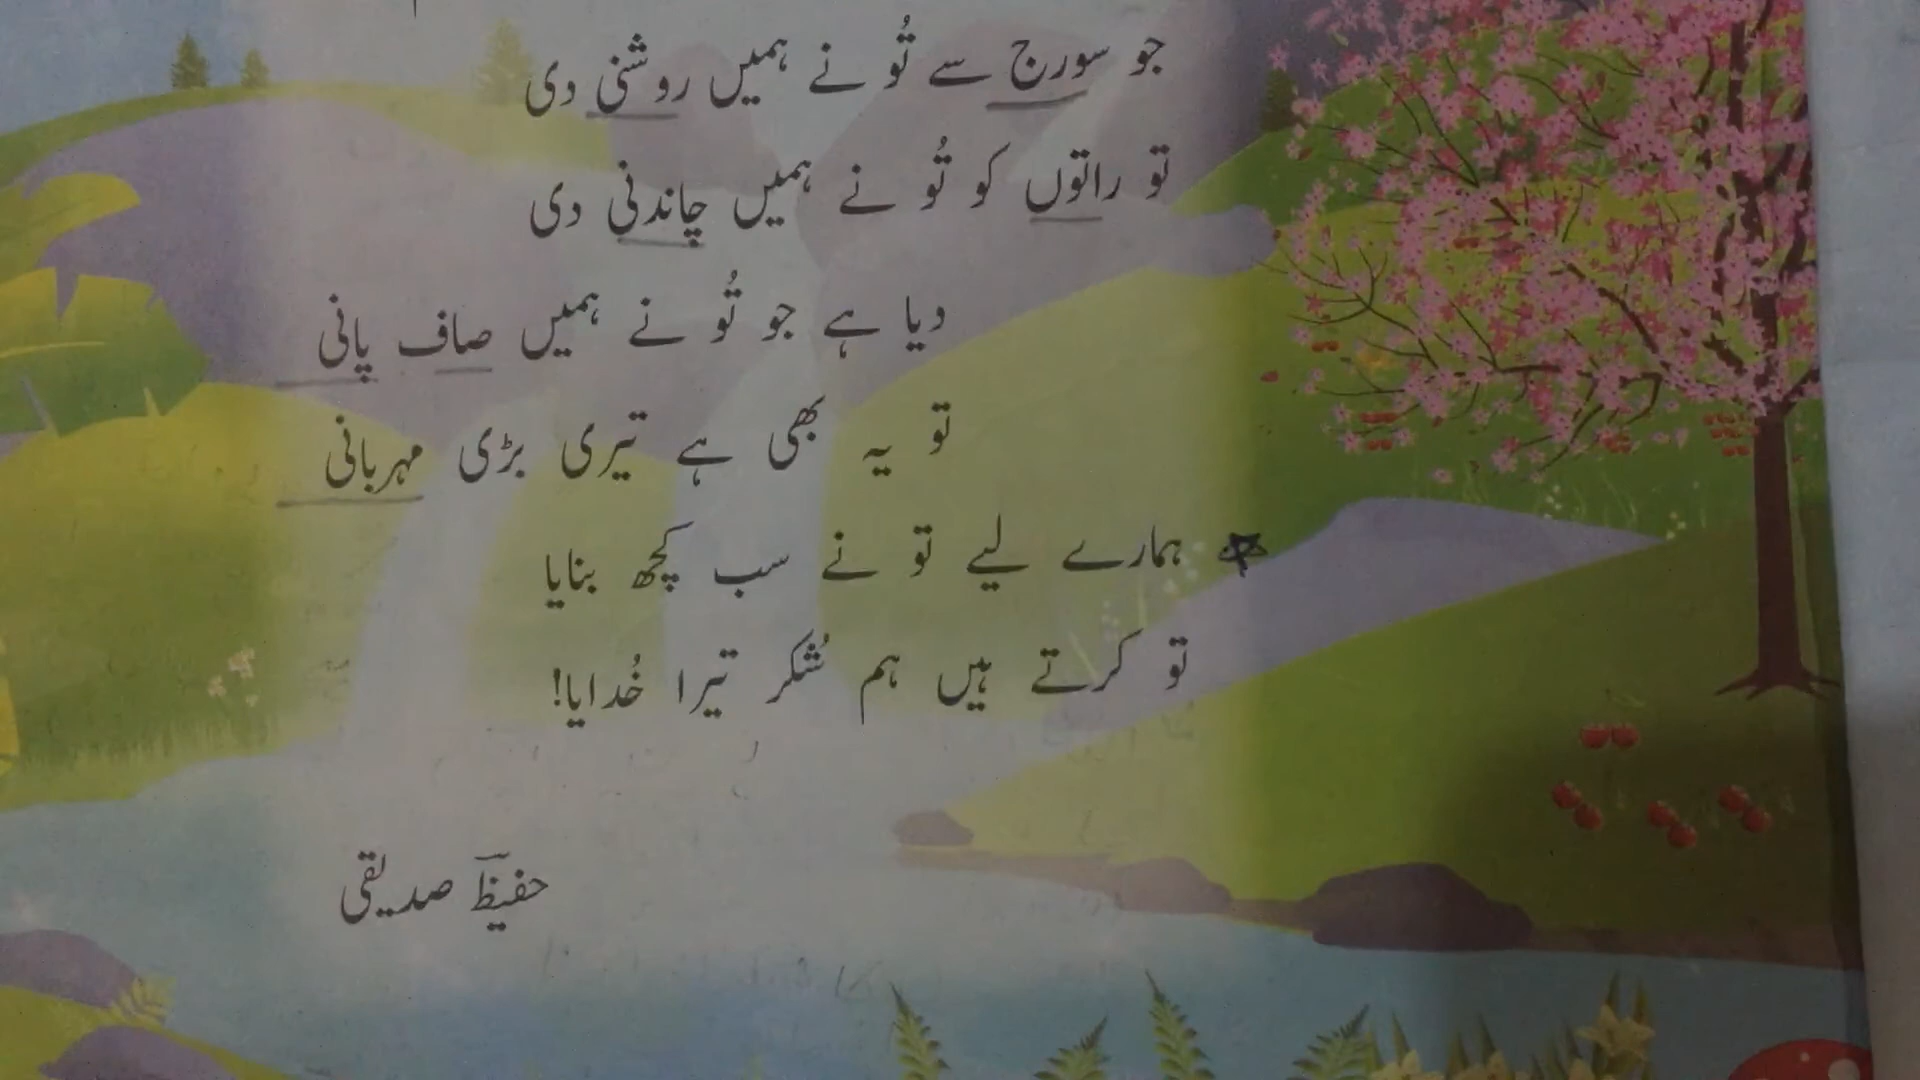 جو سورج سے تُو نے ہمیں روشنی دی
تو راتوں کو تُو نے ہمیں چاندنی دی
دیا ہے جو تُو نے ہمیں صاف پانی
تو یہ بھی ہے تیری بڑی مہربانی
ہمارے لیے تو نے سب کچھ بنایا
تو کرتے ہیں ہم شُکر تیرا خُدایا!
حفیظؔ صدیقی